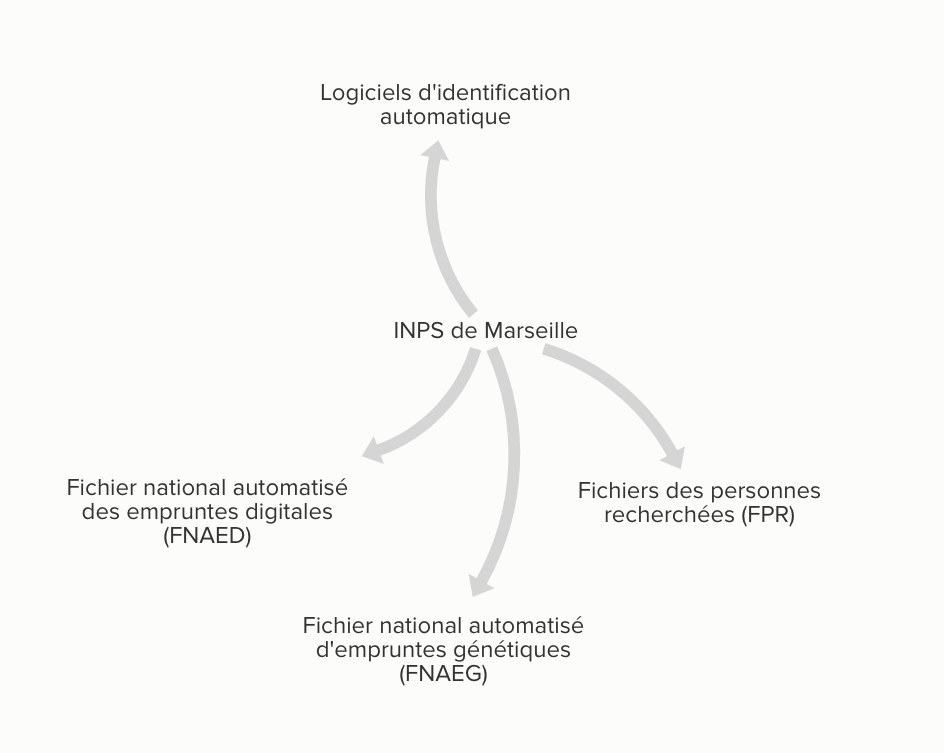 Logiciels d'identification
automatique
INPS de Marseille
Fichier national automatisé
des empruntes digitales
(FNAED)
Fichiers des personnes
recherchées (FPR)
Fichier national automatisé
d'empruntes génétiques
(FNAEG)